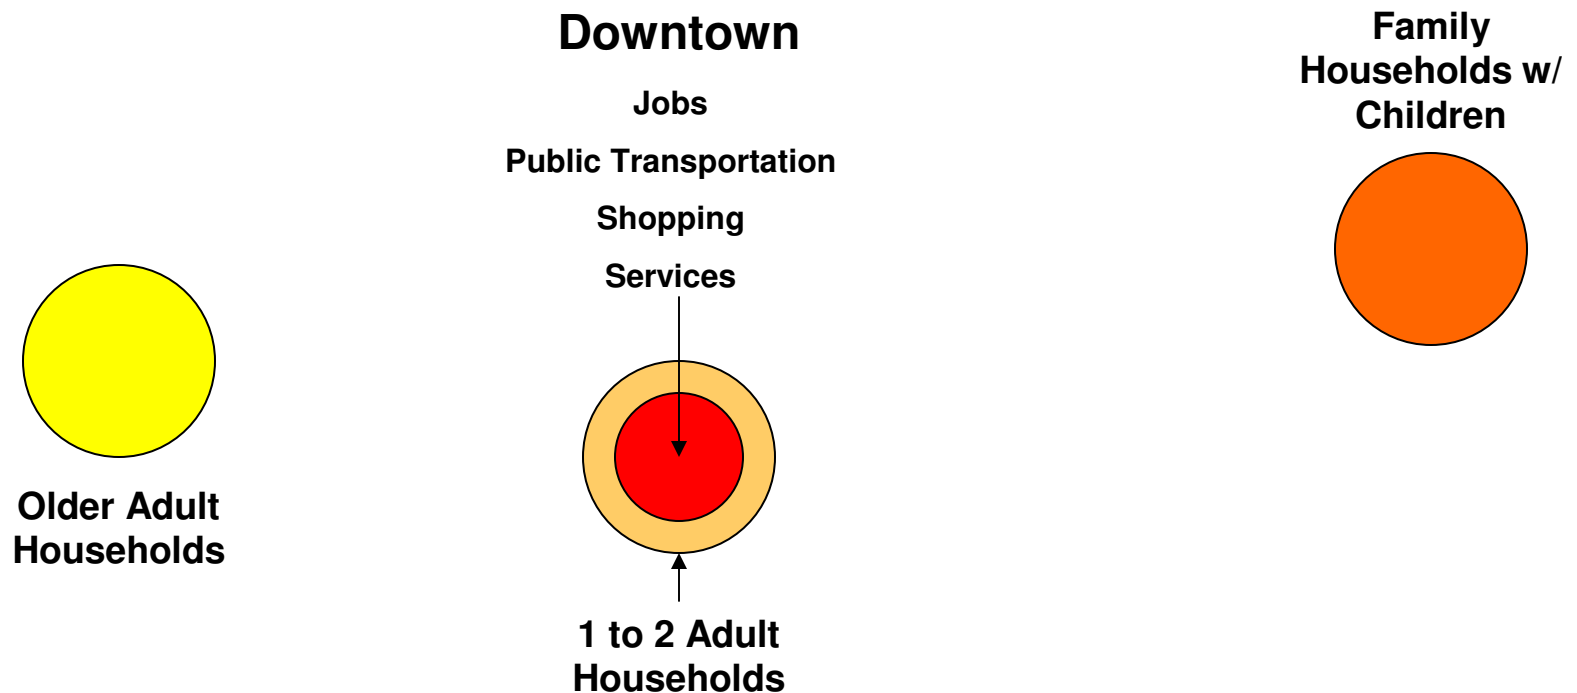 Downtown
Jobs
Public Transportation
Shopping
Services
Family
Households w/
Children
Older Adult
Households
1 to 2 Adult
Households